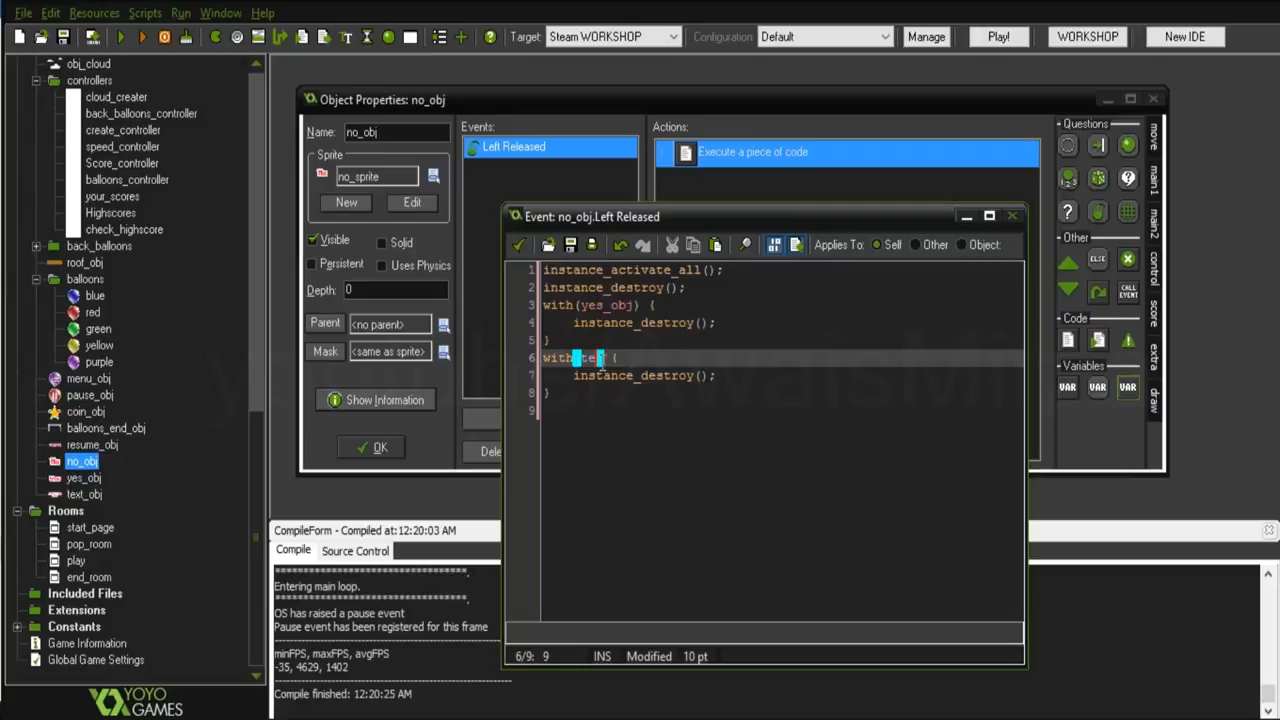 File Edit Resources Scripts Run Window Help
Target: Steam WORKSHOP Configuration: Default Manage Play! WORKSHOP New IDE
obj_cloud
controllers
cloud_creater
back_balloons_controller
create_controller
speed_controller
Score_controller
balloons_controller
your_scores
Highscores
check_highscore
back_balloons
roof_obj
balloons
blue
red
green
yellow
purple
menu_obj
pause_obj
coin_obj
balloons_end_obj
resume_obj
no_obj
yes_obj
text_obj
Rooms
start_page
pop_room
play
end_room
Included Files
Extensions
Constants
Game Information
Global Game Settings
YOYO
GAMES
Object Properties: no_obj
Name: no_obj
Sprite
no_sprite
New Edit
Visible Solid
Persistent Uses Physics
Depth: 0
Parent <no parent>
Mask <same as sprite>
Show Information
OK
Events:
Left Released
Dele
Actions:
Execute a piece of code
Questions
Other
ELSE
CALL
EVENT
Code
Variables
VAR VAR VAR
move
main1
main2
control
score
extra
draw
Event: no_obj.Left Released
Applies To: Self Other Object:
1 instance_activate_all();
2 instance_destroy();
3 with(yes_obj) {
4 instance_destroy();
5 }
6 with {
7 instance_destroy();
8 }
9
6/9: 9 INS Modified 10 pt
CompileForm - Compiled at:12:20:03 AM
Compile Source Control
Entering main loop.
OS has raised a pause event
Pause event has been registered for this frame
minFPS, maxFPS, avgFPS
-35, 4629, 1402
Compile finished: 12:20:25 AM